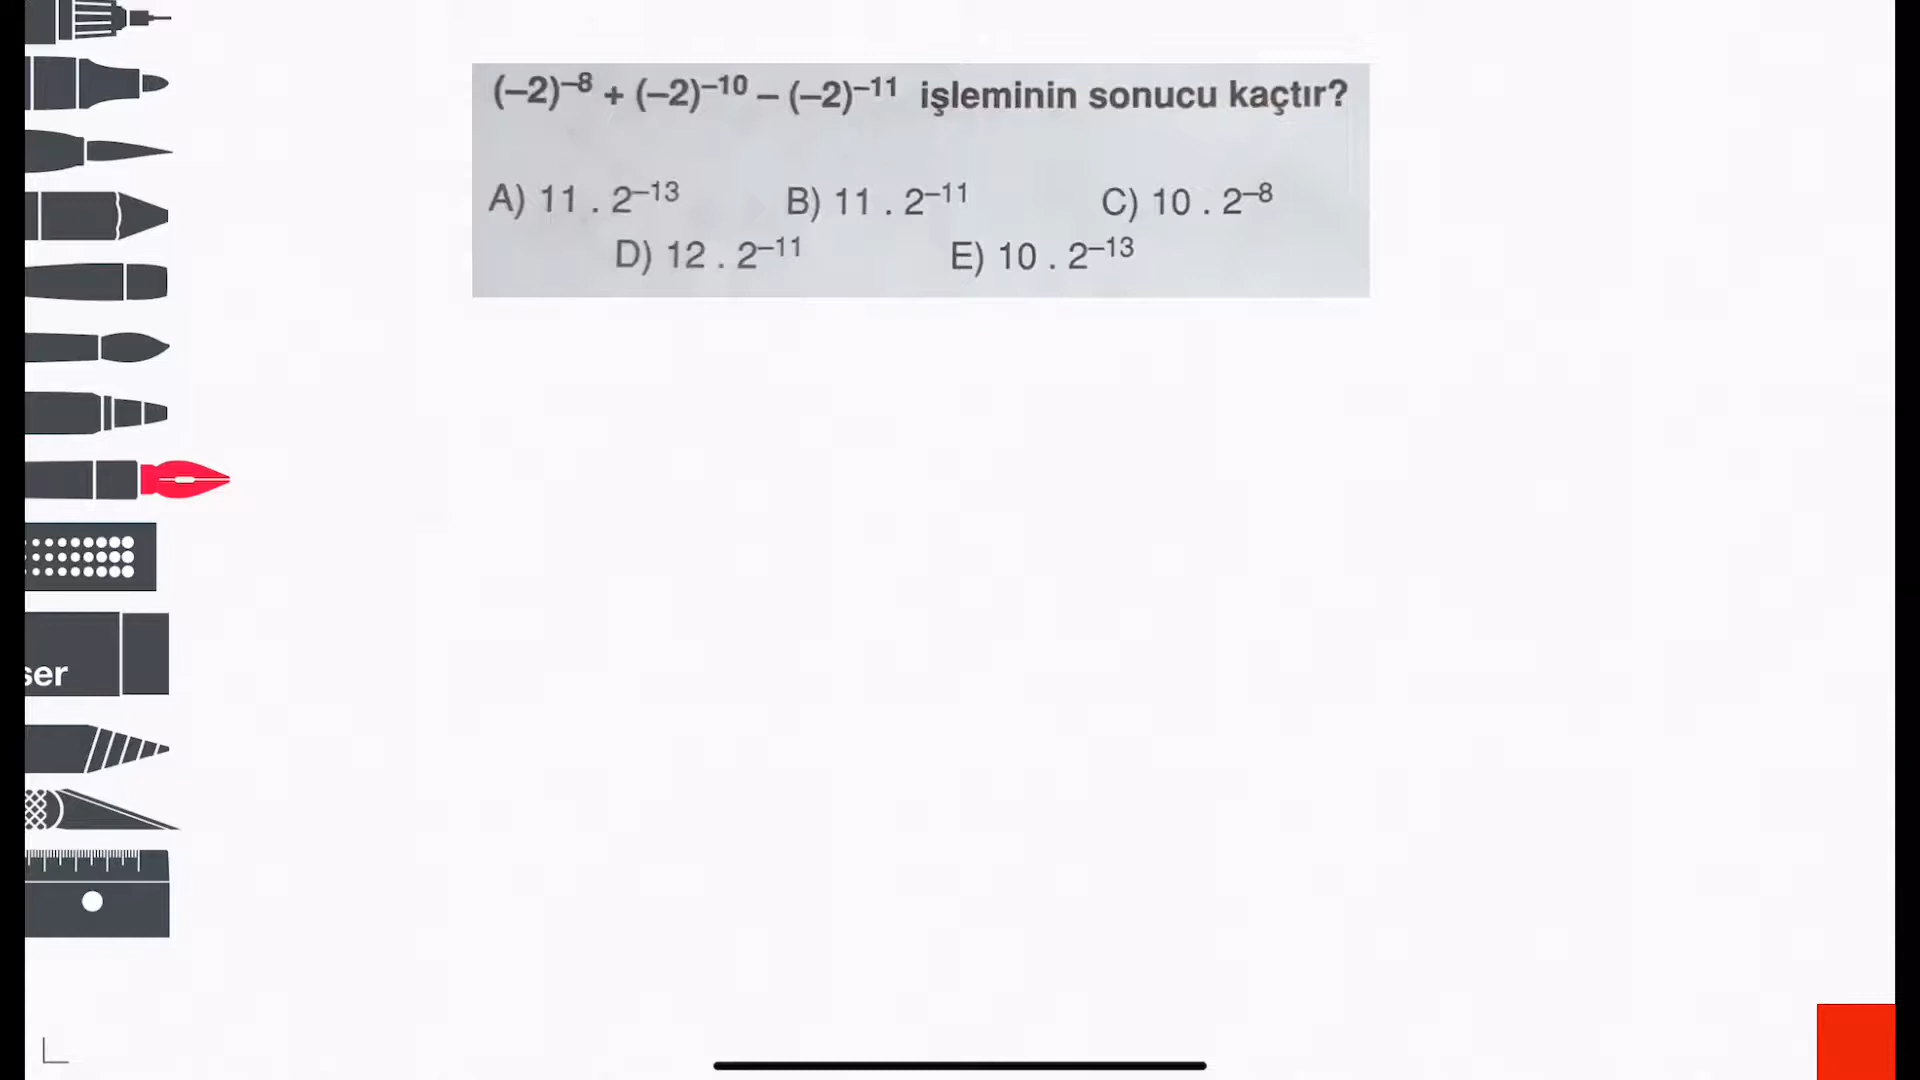 (–2)⁻⁸ + (–2)⁻¹⁰ – (–2)⁻¹¹ işleminin sonucu kaçtır?
A) 11 . 2⁻¹³ B) 11 . 2⁻¹¹ C) 10 . 2⁻⁸
D) 12 . 2⁻¹¹ E) 10 . 2⁻¹³
ser